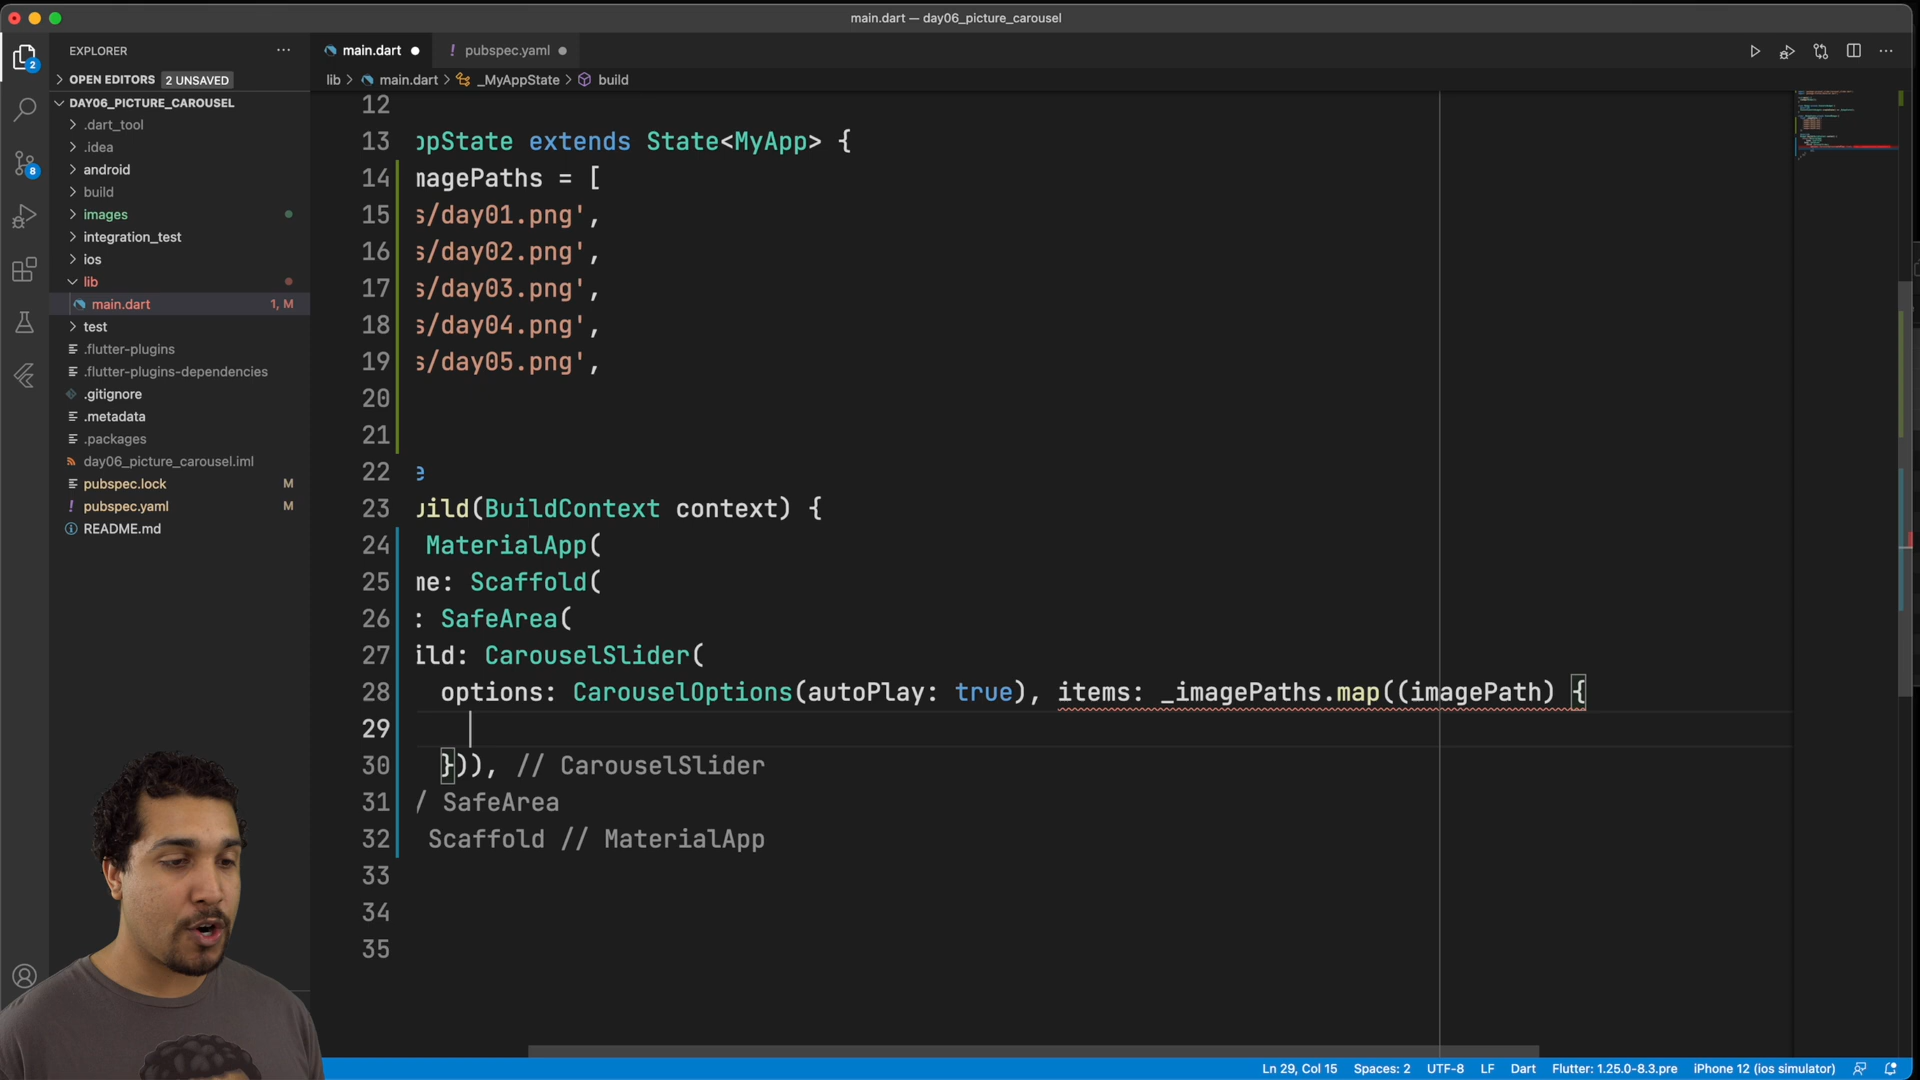 main.dart — day06_picture_carousel
EXPLORER
main.dart
pubspec.yaml
OPEN EDITORS 2 UNSAVED
lib > main.dart > _MyAppState > build
DAY06_PICTURE_CAROUSEL
.dart_tool
.idea
android
build
images
integration_test
ios
lib
main.dart 1, M
test
.flutter-plugins
.flutter-plugins-dependencies
.gitignore
.metadata
.packages
day06_picture_carousel.iml
pubspec.lock M
pubspec.yaml M
README.md
2
8
12
13 ppState extends State<MyApp> {
14 magePaths = [
15 s/day01.png',
16 s/day02.png',
17 s/day03.png',
18 s/day04.png',
19 s/day05.png',
20
21
22 e
23 uild(BuildContext context) {
24 MaterialApp(
25 me: Scaffold(
26 : SafeArea(
27 ild: CarouselSlider(
28 options: CarouselOptions(autoPlay: true), items: _imagePaths.map((imagePath) {
29
30 })), // CarouselSlider
31 / SafeArea
32 Scaffold // MaterialApp
33
34
35
Ln 29, Col 15 Spaces: 2 UTF-8 LF Dart Flutter: 1.25.0-8.3.pre iPhone 12 (ios simulator)